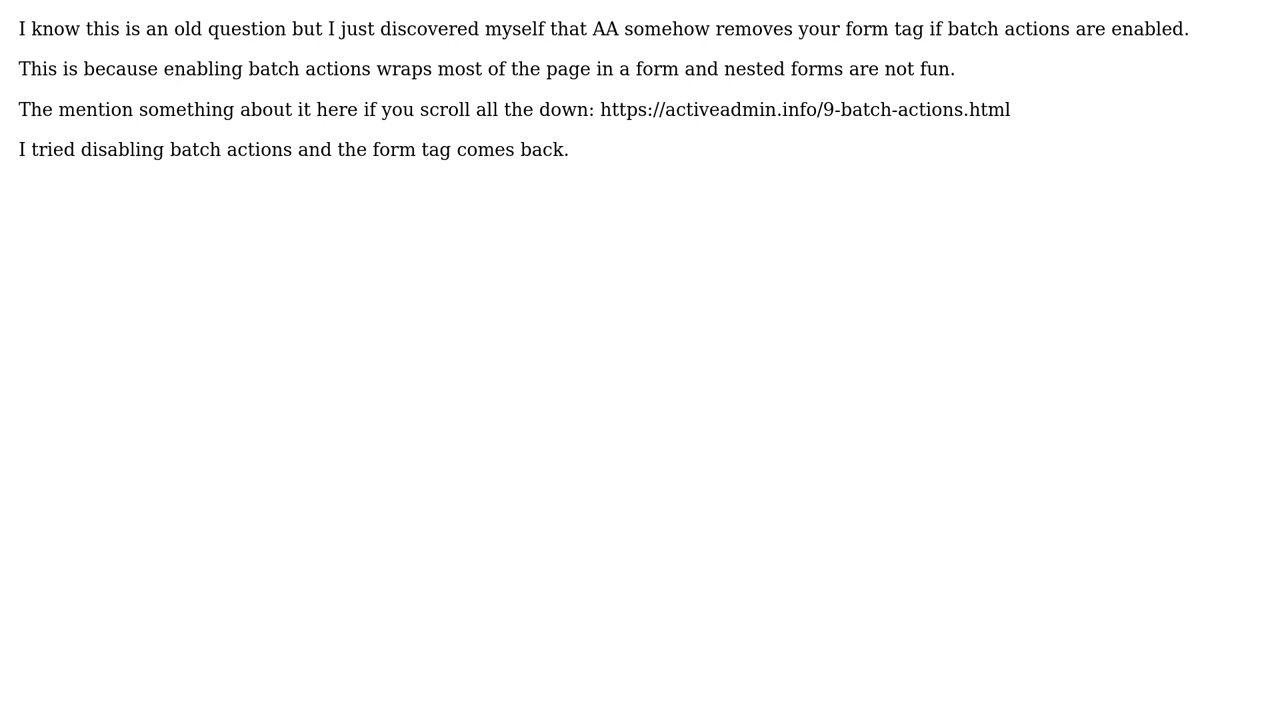 I know this is an old question but I just discovered myself that AA somehow removes your form tag if batch actions are enabled.
This is because enabling batch actions wraps most of the page in a form and nested forms are not fun.
The mention something about it here if you scroll all the down: https://activeadmin.info/9-batch-actions.html
I tried disabling batch actions and the form tag comes back.